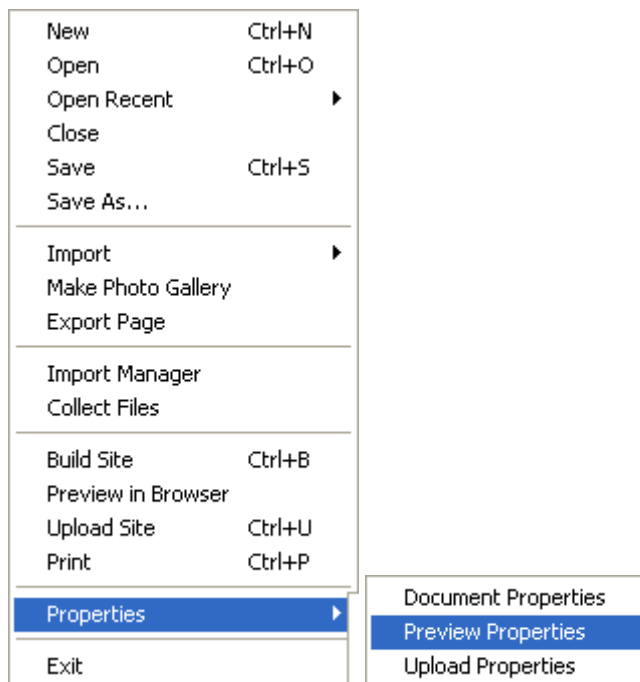 New Ctrl+N
Open Ctrl+O
Open Recent
Close
Save Ctrl+S
Save As...
Import
Make Photo Gallery
Export Page
Import Manager
Collect Files
Build Site Ctrl+B
Preview in Browser
Upload Site Ctrl+U
Print Ctrl+P
Properties
Exit
Document Properties
Preview Properties
Upload Properties